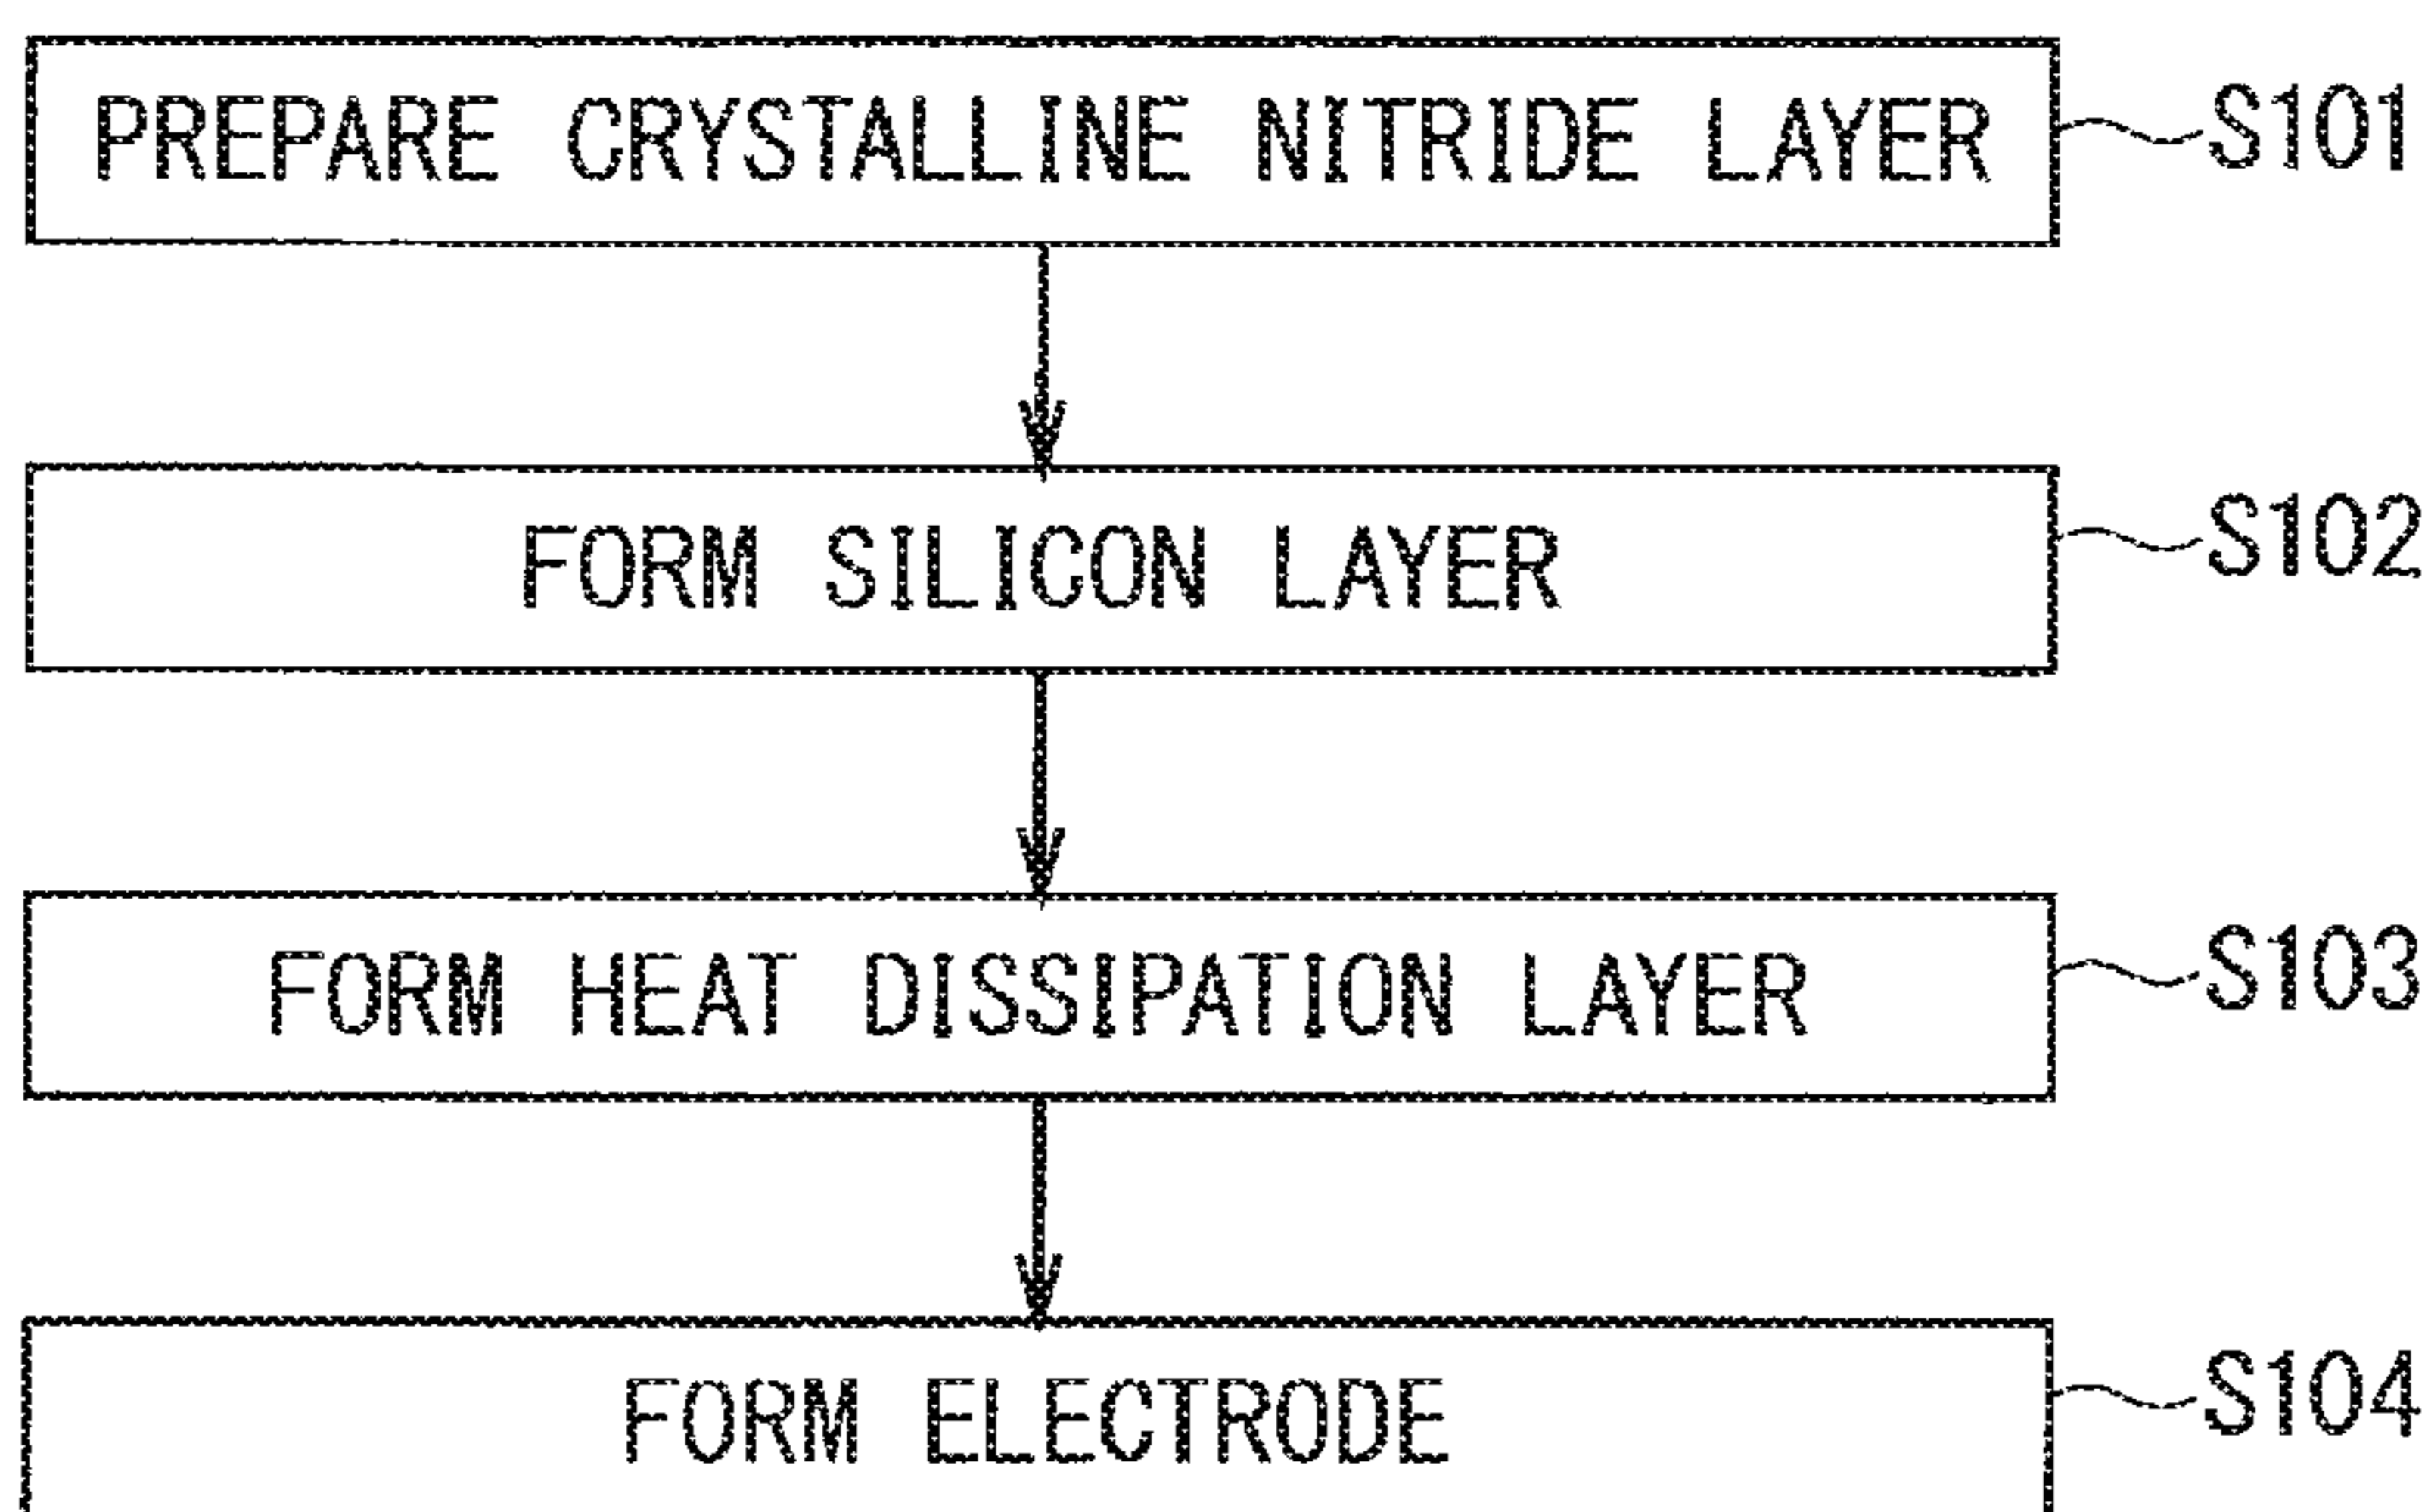 PREPARE CRYSTALLINE NITRIDE LAYER S101
FORM SILICON LAYER S102
FORM HEAT DISSIPATION LAYER S103
FORM ELECTRODE S104